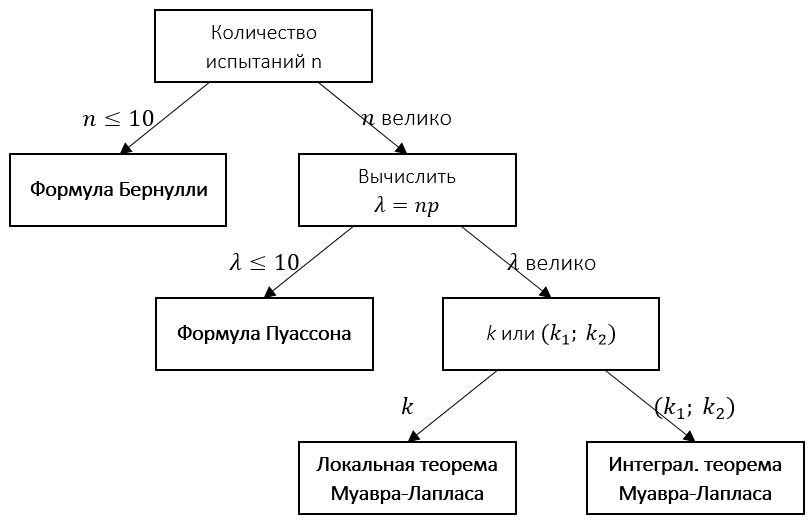 Количество
испытаний n
n ≤ 10
n велико
Формула Бернулли
Вычислить
λ = np
λ ≤ 10
λ велико
Формула Пуассона
k или (k₁; k₂)
k
(k₁; k₂)
Локальная теорема
Муавра-Лапласа
Интеграл. теорема
Муавра-Лапласа